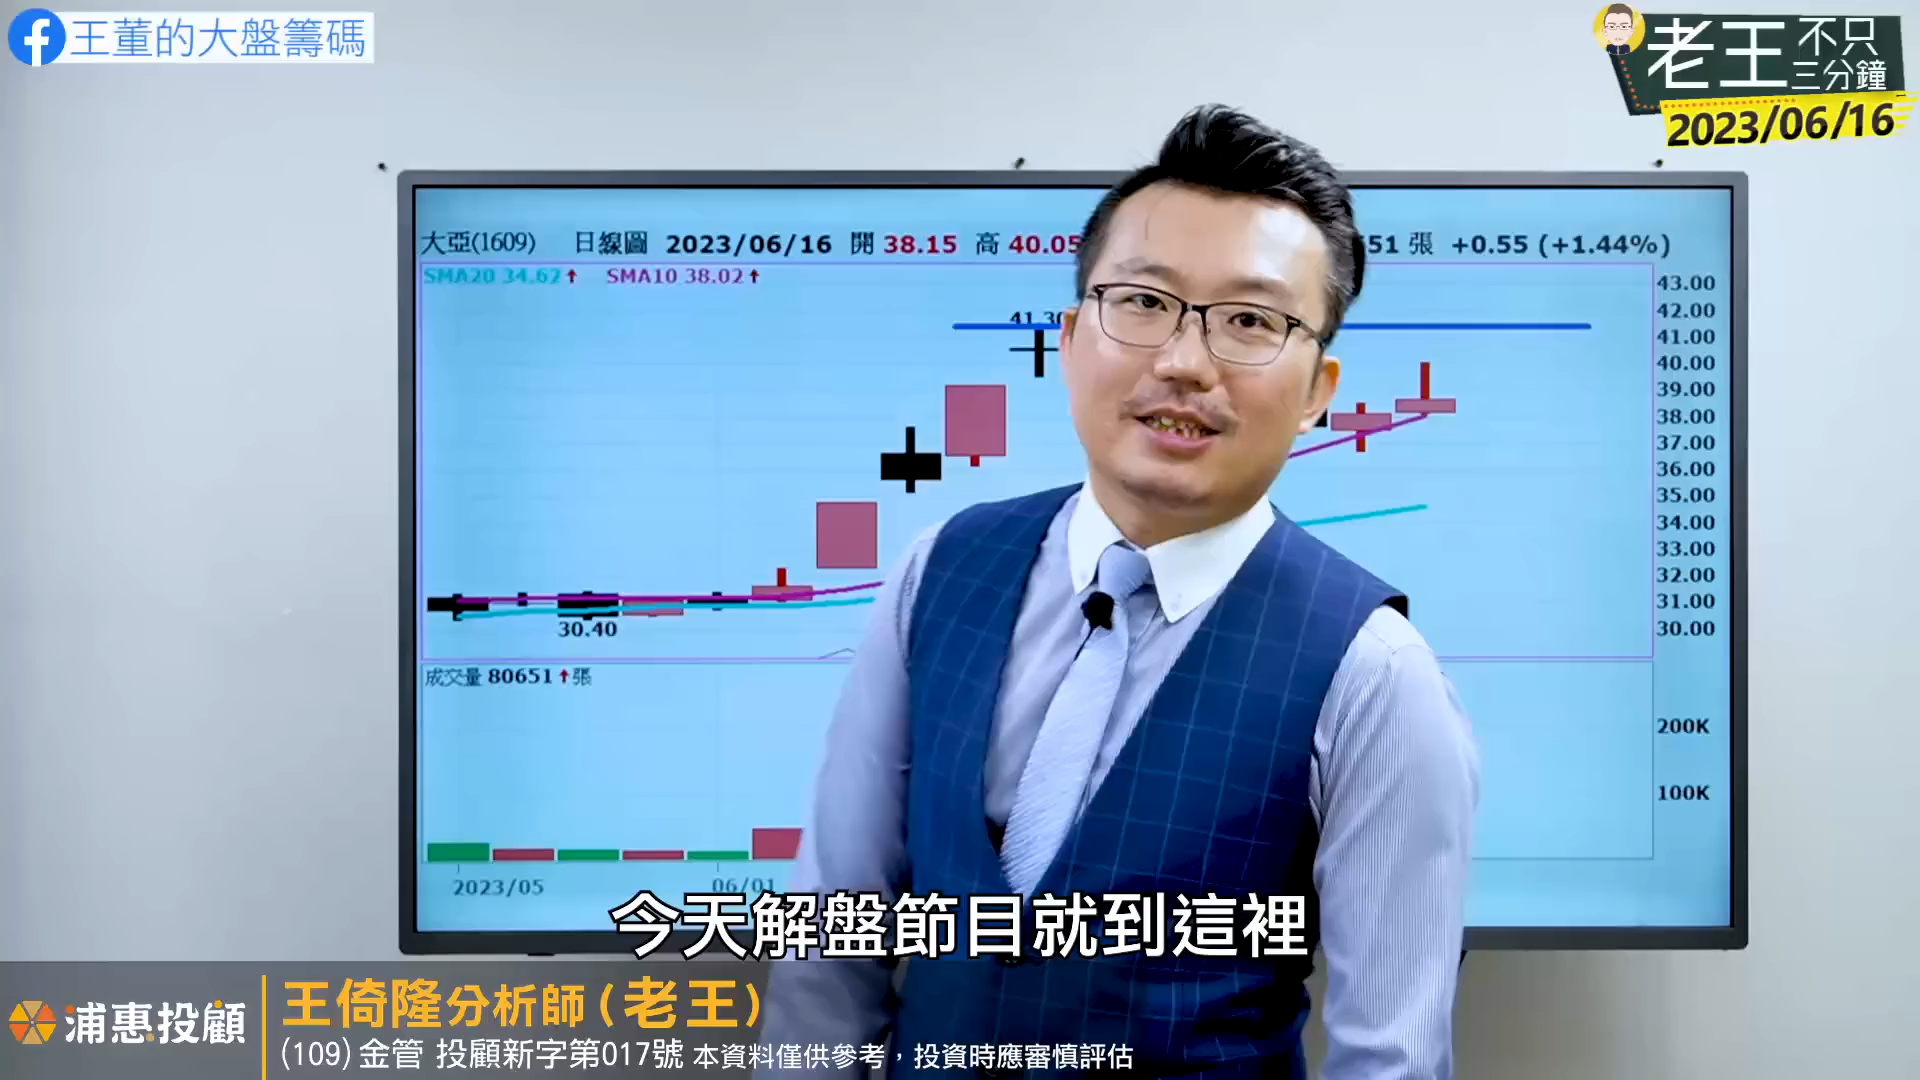 王董的大盤籌碼
老王不只三分鐘
2023/06/16
大亞(1609) 日線圖 2023/06/16 開 38.15 高 40.05 51 張 +0.55 (+1.44%)
SMA20 34.62↑ SMA10 38.02↑
43.00
42.00
41.00
40.00
39.00
38.00
37.00
36.00
35.00
34.00
33.00
32.00
31.00
30.00
41.30
30.40
成交量 80651↑張
200K
100K
2023/05 06/01
今天解盤節目就到這裡
浦惠投顧
王倚隆分析師(老王)
(109)金管 投顧新字第017號 本資料僅供參考，投資時應審慎評估